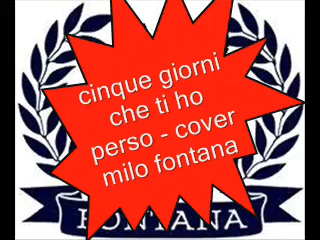 cinque giorni
che ti ho
perso - cover
milo fontana
FONTANA